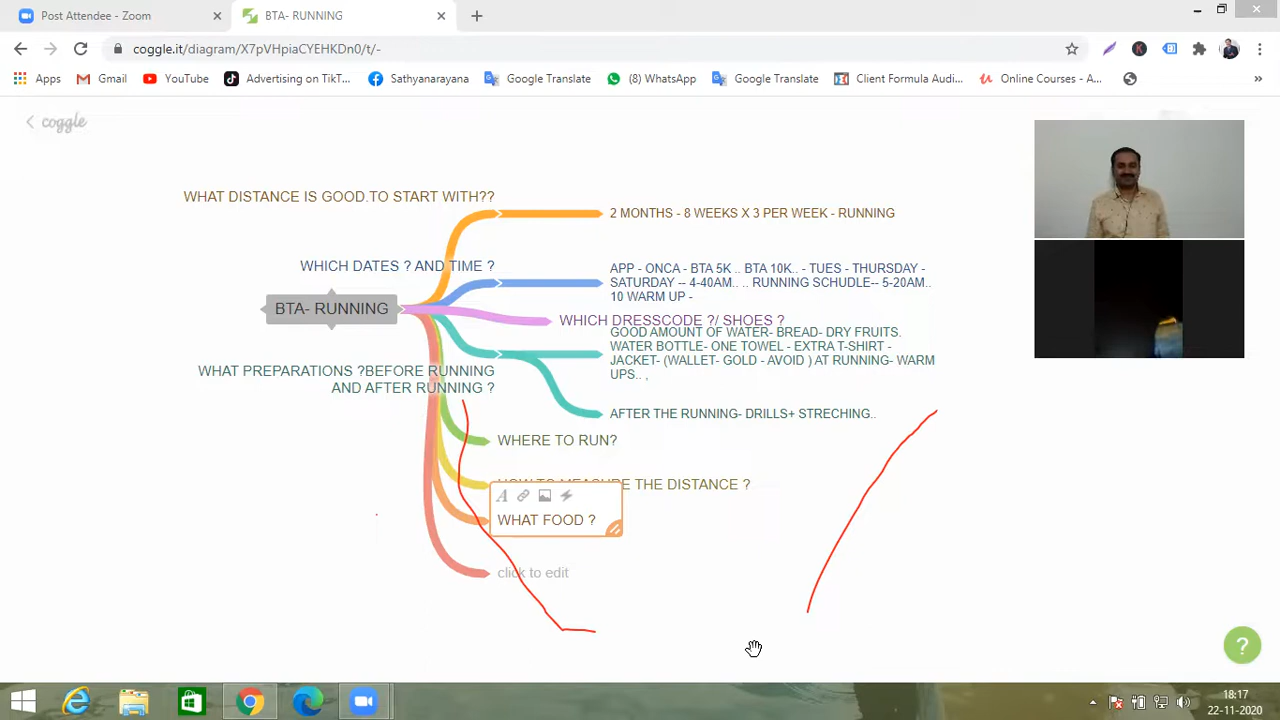 Post Attendee - Zoom
BTA- RUNNING
coggle.it/diagram/X7pVHpiaCYEHKDn0/t/-
Apps
Gmail
YouTube
Advertising on TikT...
Sathyanarayana
Google Translate
(8) WhatsApp
Google Translate
Client Formula Audi...
Online Courses - A...
coggle
WHAT DISTANCE IS GOOD.TO START WITH??
2 MONTHS - 8 WEEKS X 3 PER WEEK - RUNNING
WHICH DATES ? AND TIME ?
APP - ONCA - BTA 5K .. BTA 10K.. - TUES - THURSDAY -
SATURDAY -- 4-40AM.. .. RUNNING SCHUDLE-- 5-20AM..
10 WARM UP -
BTA- RUNNING
WHICH DRESSCODE ?/ SHOES ?
GOOD AMOUNT OF WATER- BREAD- DRY FRUITS.
WATER BOTTLE- ONE TOWEL - EXTRA T-SHIRT -
JACKET- (WALLET- GOLD - AVOID ) AT RUNNING- WARM
UPS.. ,
WHAT PREPARATIONS ?BEFORE RUNNING
AND AFTER RUNNING ?
AFTER THE RUNNING- DRILLS+ STRECHING..
WHERE TO RUN?
HOW TO MEASURE THE DISTANCE ?
WHAT FOOD ?
click to edit
18:17
22-11-2020